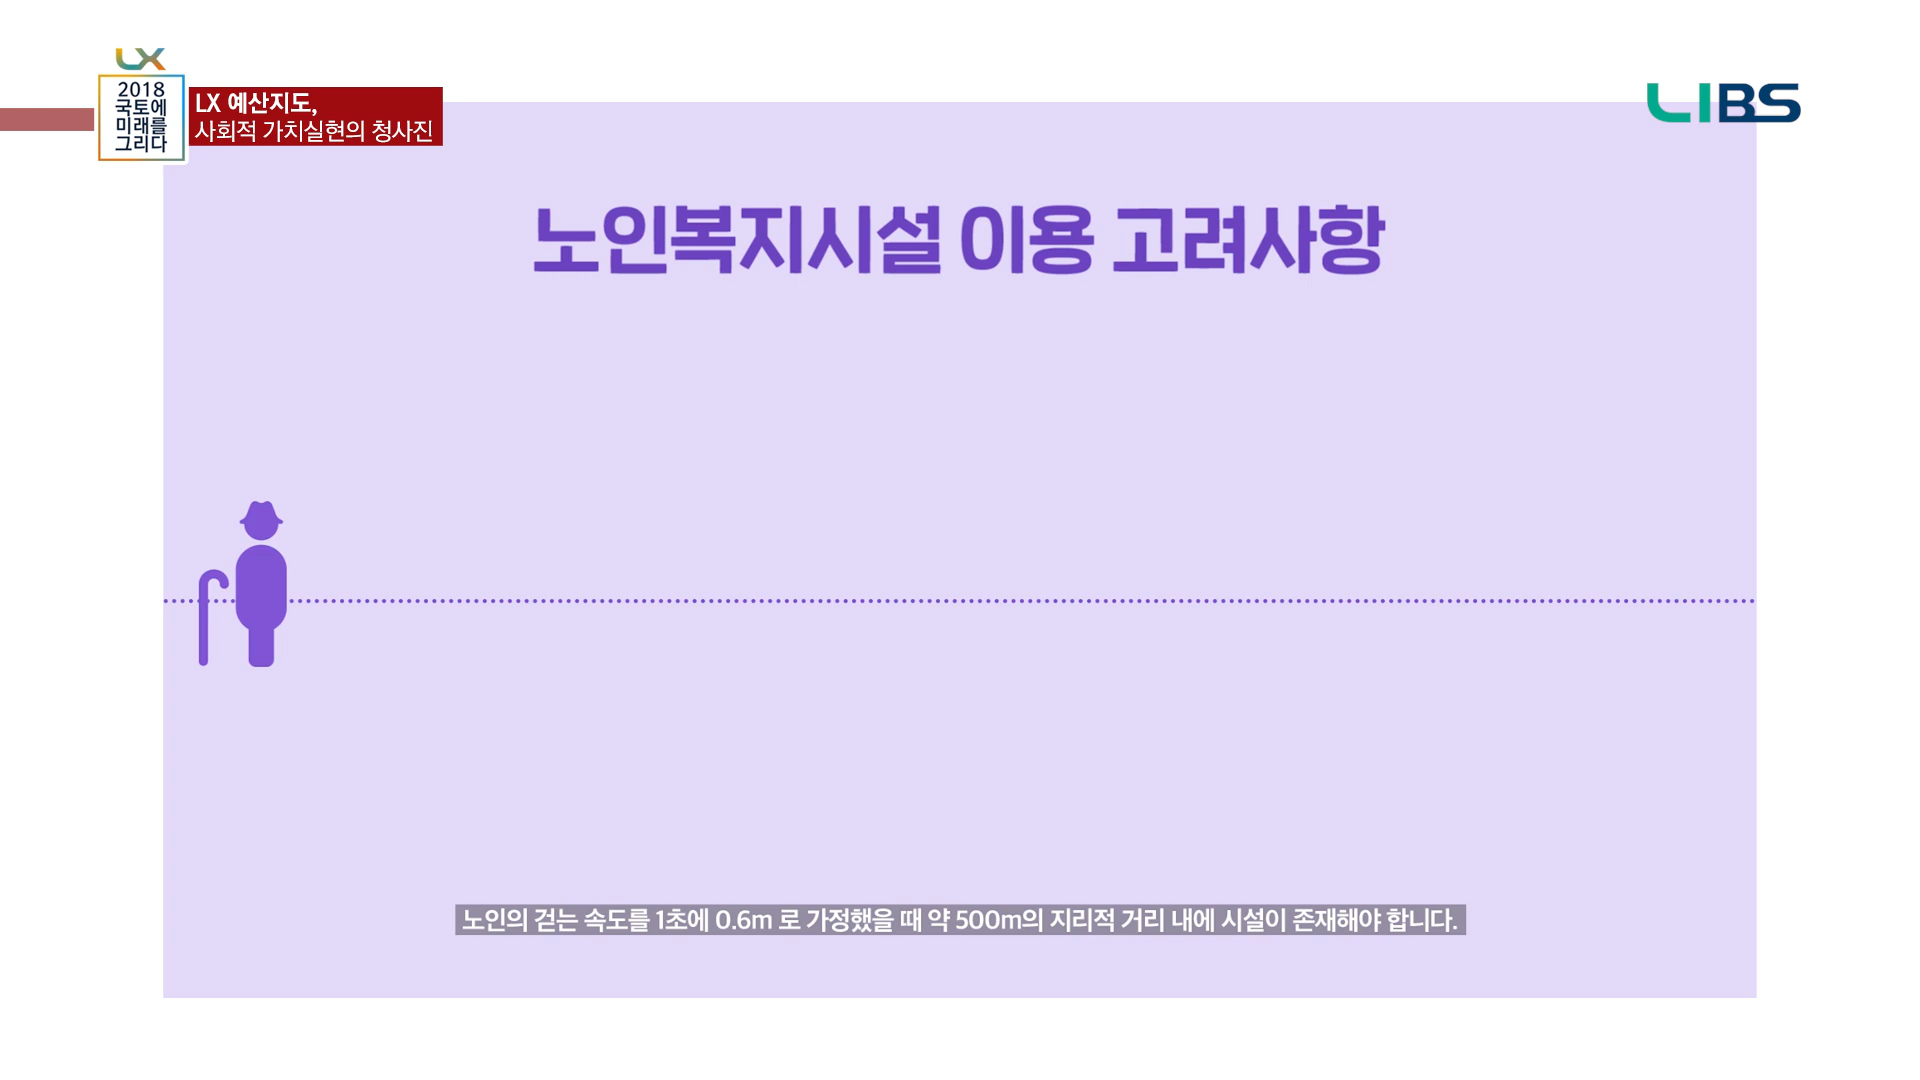 LX
2018
국토에
미래를
그리다
LX 예산지도,
사회적 가치실현의 청사진
LIBS
노인복지시설 이용 고려사항
노인의 걷는 속도를 1초에 0.6m 로 가정했을 때 약 500m의 지리적 거리 내에 시설이 존재해야 합니다.